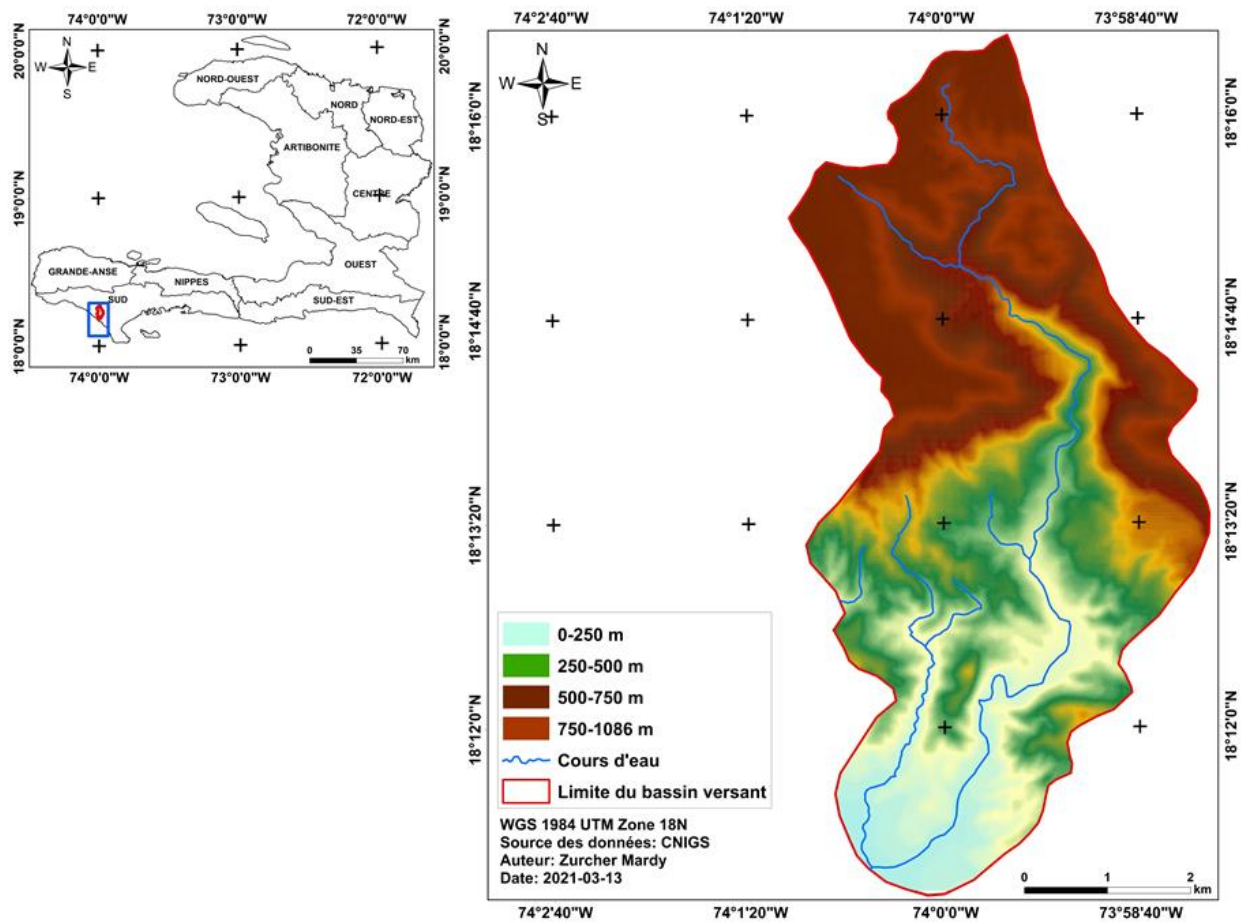 74°0'0"W 73°0'0"W 72°0'0"W
20°0'0"N
19°0'0"N
18°0'0"N
N
W E
S
NORD-OUEST
NORD
NORD-EST
ARTIBONITE
CENTRE
OUEST
GRANDE-ANSE
NIPPES
SUD
SUD-EST
0 35 70
km
20°0'0"N
19°0'0"N
18°0'0"N
74°0'0"W 73°0'0"W 72°0'0"W
74°2'40"W 74°1'20"W 74°0'0"W 73°58'40"W
N
W E
S
18°16'0"N
18°14'40"N
18°13'20"N
18°12'0"N
18°16'0"N
18°14'40"N
18°13'20"N
18°12'0"N
0-250 m
250-500 m
500-750 m
750-1086 m
Cours d'eau
Limite du bassin versant
WGS 1984 UTM Zone 18N
Source des données: CNIGS
Auteur: Zurcher Mardy
Date: 2021-03-13
0 1 2
km
74°2'40"W 74°1'20"W 74°0'0"W 73°58'40"W